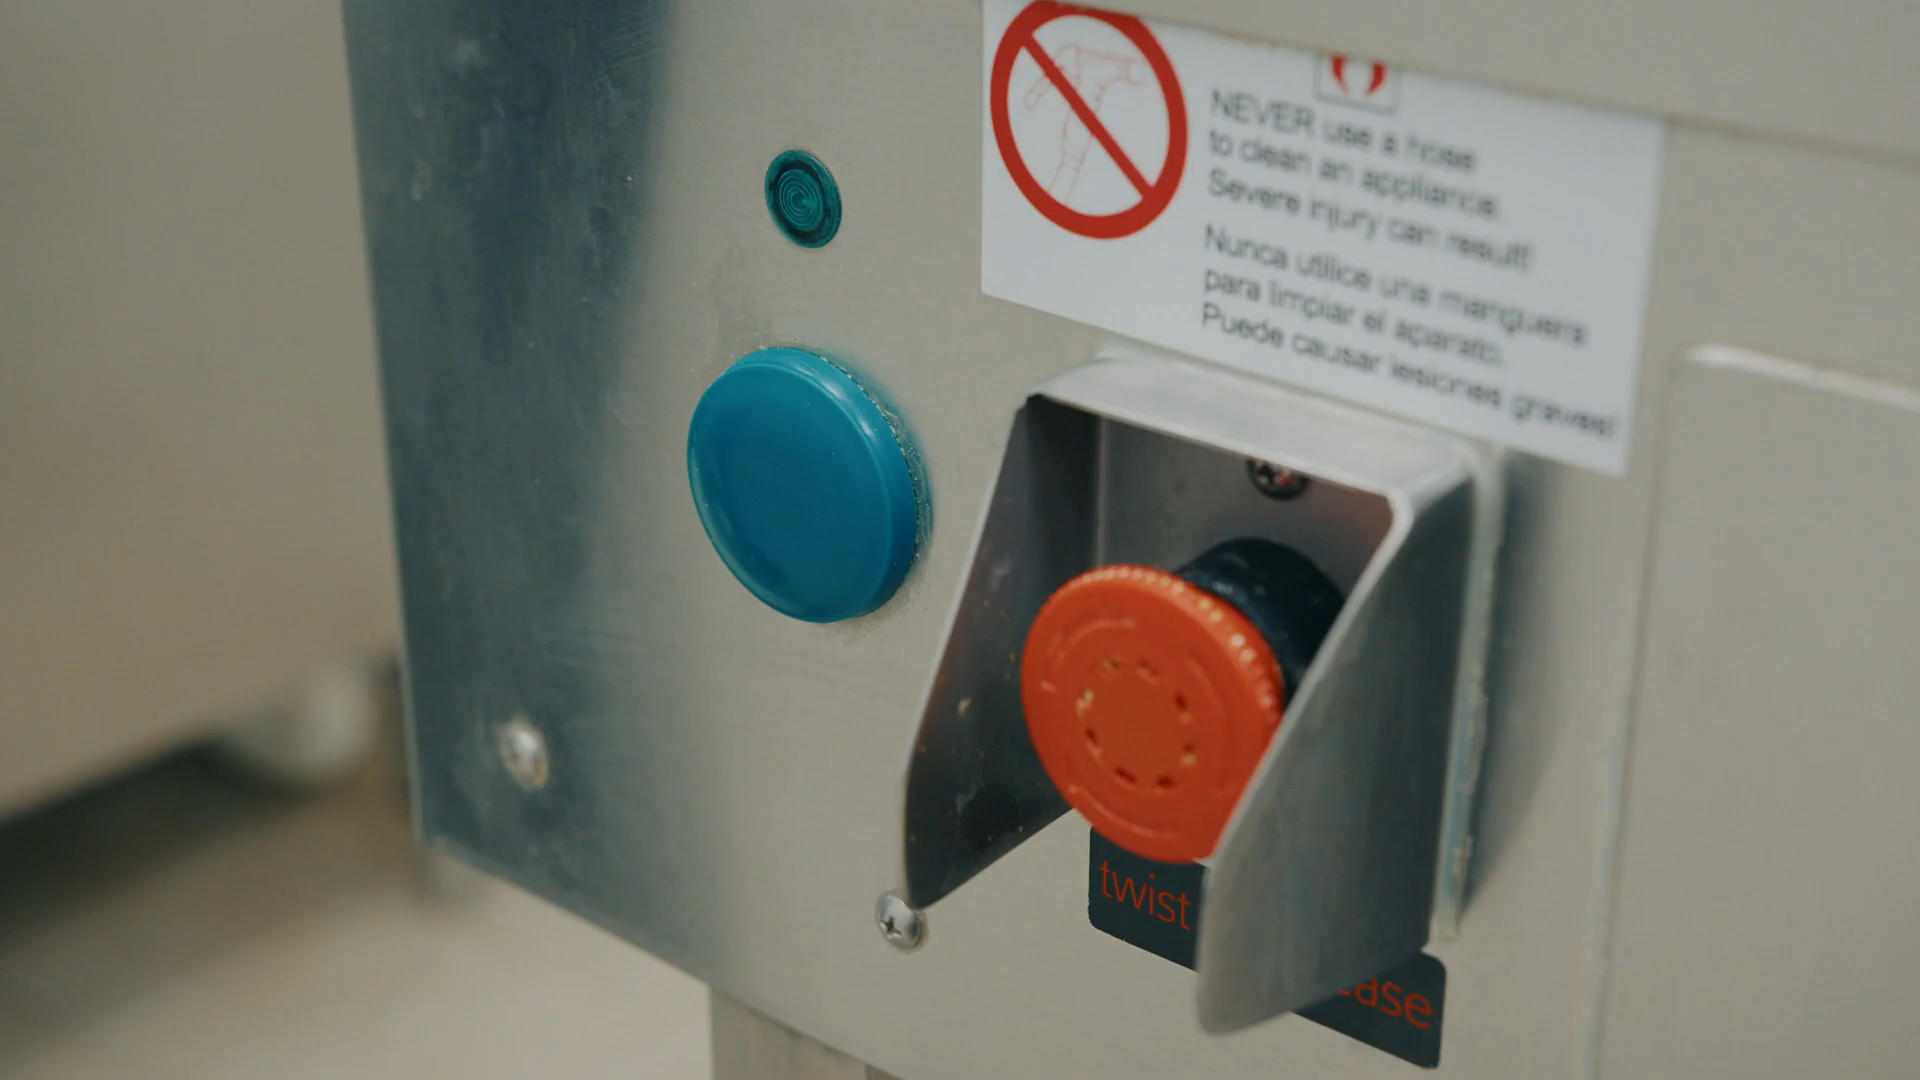 NEVER use a hose
to clean an appliance.
Severe injury can result!
Nunca utilice una manguera
para limpiar el aparato.
Puede causar lesiones graves!
twist
ease